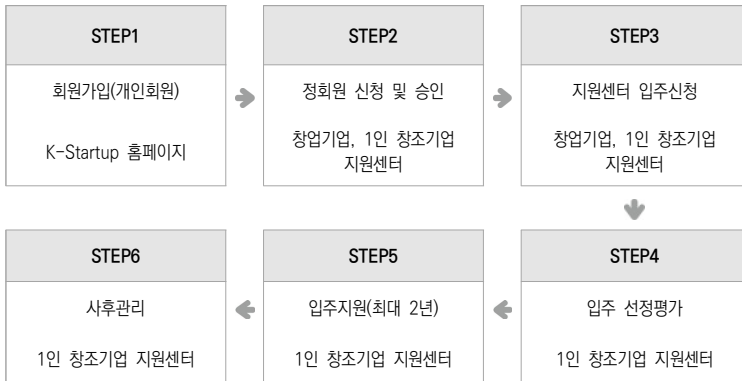 STEP1
회원가입(개인회원)
K-Startup 홈페이지
STEP2
정회원 신청 및 승인
창업기업, 1인 창조기업
지원센터
STEP3
지원센터 입주신청
창업기업, 1인 창조기업
지원센터
STEP4
입주 선정평가
1인 창조기업 지원센터
STEP5
입주지원(최대 2년)
1인 창조기업 지원센터
STEP6
사후관리
1인 창조기업 지원센터